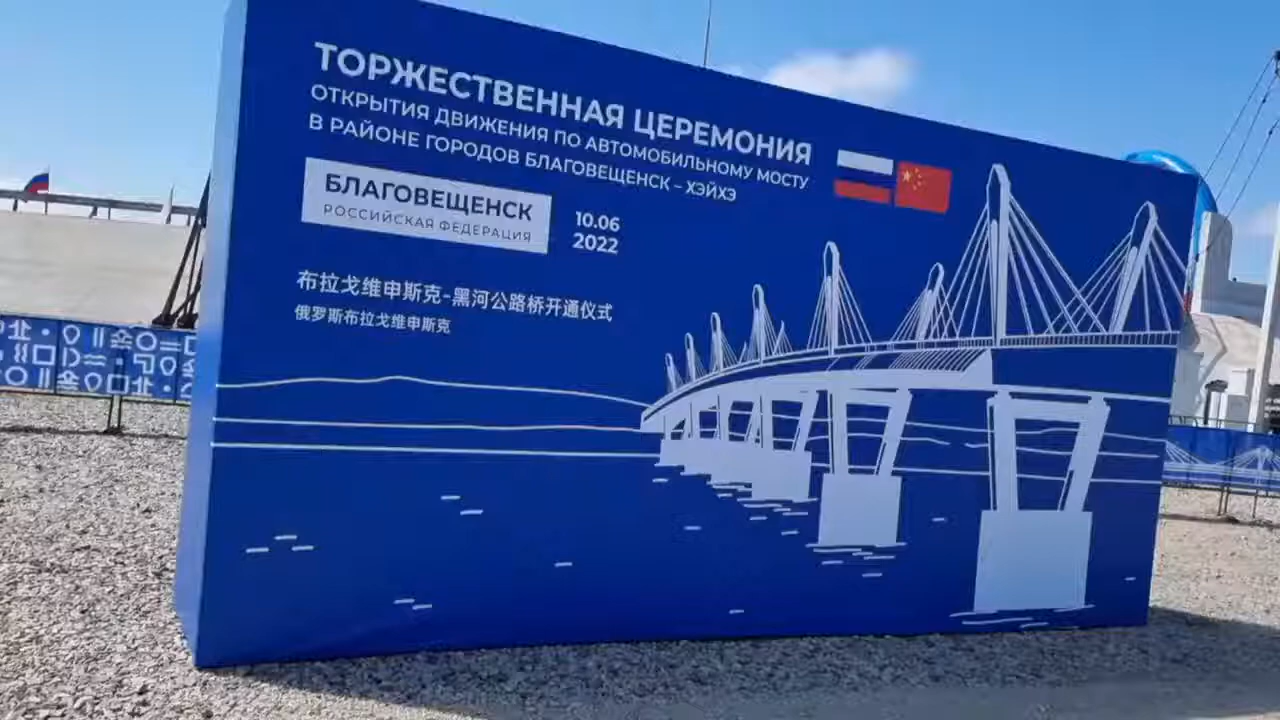 ТОРЖЕСТВЕННАЯ ЦЕРЕМОНИЯ
ОТКРЫТИЯ ДВИЖЕНИЯ ПО АВТОМОБИЛЬНОМУ МОСТУ
В РАЙОНЕ ГОРОДОВ БЛАГОВЕЩЕНСК – ХЭЙХЭ
БЛАГОВЕЩЕНСК
РОССИЙСКАЯ ФЕДЕРАЦИЯ
10.06
2022
布拉戈维申斯克-黑河公路桥开通仪式
俄罗斯布拉戈维申斯克